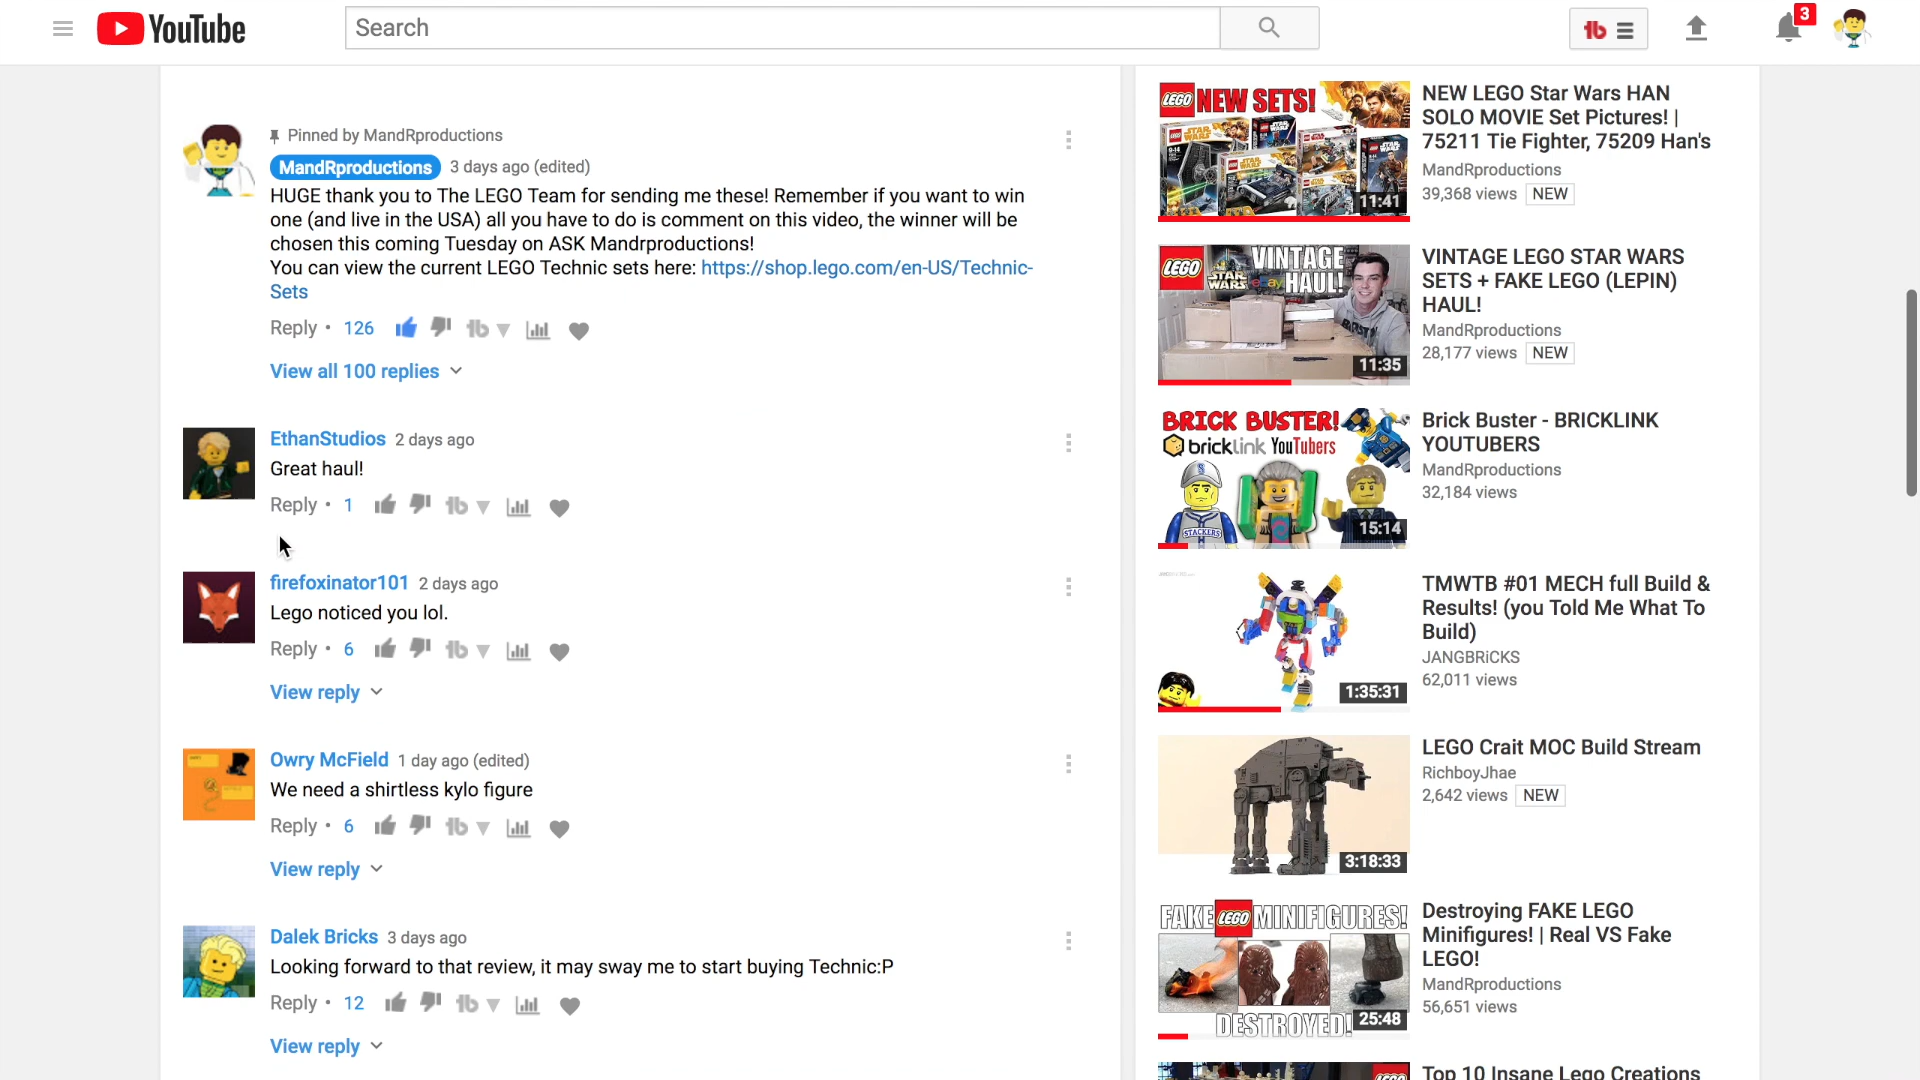 YouTube
Search
3
Pinned by MandRproductions
MandRproductions 3 days ago (edited)
HUGE thank you to The LEGO Team for sending me these! Remember if you want to win
one (and live in the USA) all you have to do is comment on this video, the winner will be
chosen this coming Tuesday on ASK Mandrproductions!
You can view the current LEGO Technic sets here: https://shop.lego.com/en-US/Technic-
Sets
Reply • 126
View all 100 replies
EthanStudios 2 days ago
Great haul!
Reply • 1
firefoxinator101 2 days ago
Lego noticed you lol.
Reply • 6
View reply
Owry McField 1 day ago (edited)
We need a shirtless kylo figure
Reply • 6
View reply
Dalek Bricks 3 days ago
Looking forward to that review, it may sway me to start buying Technic:P
Reply • 12
View reply
LEGO NEW SETS!
11:41
NEW LEGO Star Wars HAN
SOLO MOVIE Set Pictures! |
75211 Tie Fighter, 75209 Han's
MandRproductions
39,368 views NEW
LEGO STAR WARS VINTAGE
ebay HAUL!
11:35
VINTAGE LEGO STAR WARS
SETS + FAKE LEGO (LEPIN)
HAUL!
MandRproductions
28,177 views NEW
BRICK BUSTER!
bricklink YouTubers
STACKERS
15:14
Brick Buster - BRICKLINK
YOUTUBERS
MandRproductions
32,184 views
1:35:31
TMWTB #01 MECH full Build &
Results! (you Told Me What To
Build)
JANGBRiCKS
62,011 views
3:18:33
LEGO Crait MOC Build Stream
RichboyJhae
2,642 views NEW
FAKE LEGO MINIFIGURES!
DESTROYED!
25:48
Destroying FAKE LEGO
Minifigures! | Real VS Fake
LEGO!
MandRproductions
56,651 views
LEGO
Top 10 Insane Lego Creations